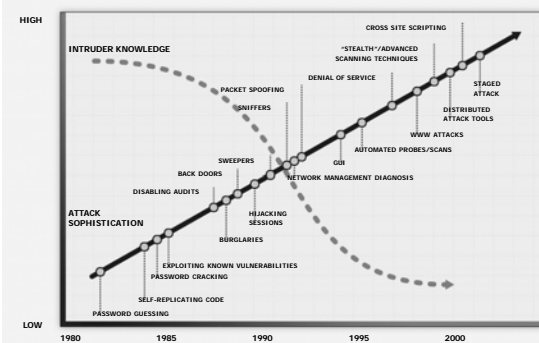 HIGH
CROSS SITE SCRIPTING
INTRUDER KNOWLEDGE
"STEALTH"/ADVANCED
SCANNING TECHNIQUES
DENIAL OF SERVICE
PACKET SPOOFING
STAGED
ATTACK
SNIFFERS
DISTRIBUTED
ATTACK TOOLS
WWW ATTACKS
AUTOMATED PROBES/SCANS
SWEEPERS
GUI
BACK DOORS
NETWORK MANAGEMENT DIAGNOSIS
DISABLING AUDITS
ATTACK
SOPHISTICATION
HIJACKING
SESSIONS
BURGLARIES
EXPLOITING KNOWN VULNERABILITIES
PASSWORD CRACKING
SELF-REPLICATING CODE
PASSWORD GUESSING
LOW
1980 1985 1990 1995 2000